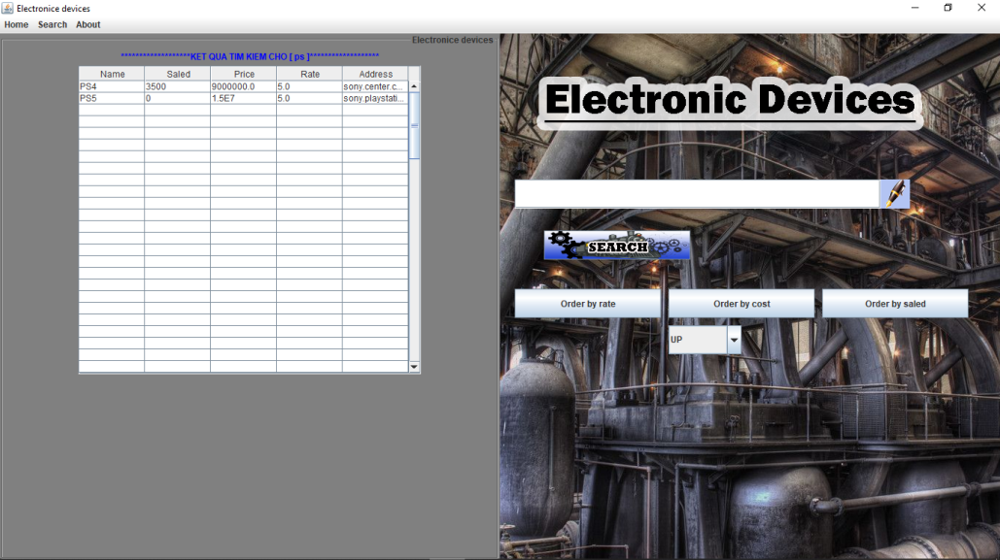 Electronice devices
Home Search About
Electronice devices
*******************KET QUA TIM KIEM CHO [ ps ]*******************
Name Saled Price Rate Address
PS4 3500 9000000.0 5.0 sony.center.c...
PS5 0 1.5E7 5.0 sony.playstati...
Electronic Devices
SEARCH
Order by rate Order by cost Order by saled
UP